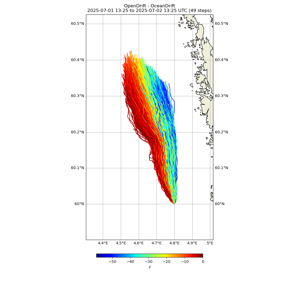 OpenDrift - OceanDrift
2025-07-01 13:25 to 2025-07-02 13:25 UTC (49 steps)
60.5°N 60.5°N
60.4°N 60.4°N
60.3°N 60.3°N
60.2°N 60.2°N
60.1°N 60.1°N
60°N 60°N
4.4°E 4.5°E 4.6°E 4.7°E 4.8°E 4.9°E 5°E
−50 −40 −30 −20 −10 0
z